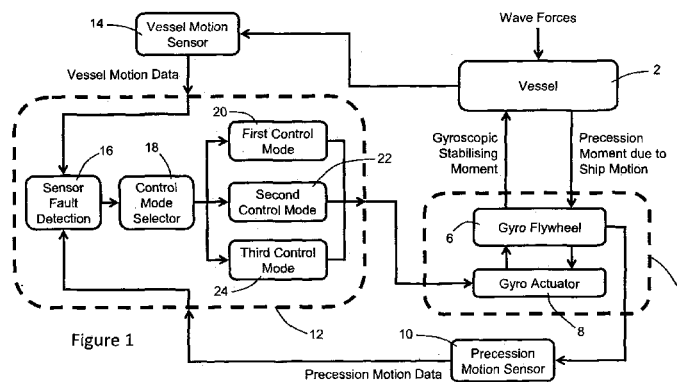 14
Vessel Motion
Sensor
Wave Forces
Vessel Motion Data
Vessel
2
20
First Control
Mode
22
16
18
Sensor
Fault
Detection
Control
Mode
Selector
Second
Control Mode
Third Control
Mode
24
Gyroscopic
Stabilising
Moment
Precession
Moment due to
Ship Motion
6
Gyro Flywheel
Gyro Actuator
8
12
Figure 1
10
Precession
Motion Sensor
Precession Motion Data